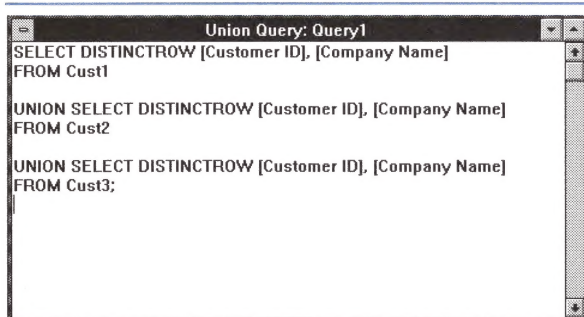 Union Query: Query1
SELECT DISTINCTROW [Customer ID], [Company Name]
FROM Cust1
UNION SELECT DISTINCTROW [Customer ID], [Company Name]
FROM Cust2
UNION SELECT DISTINCTROW [Customer ID], [Company Name]
FROM Cust3;